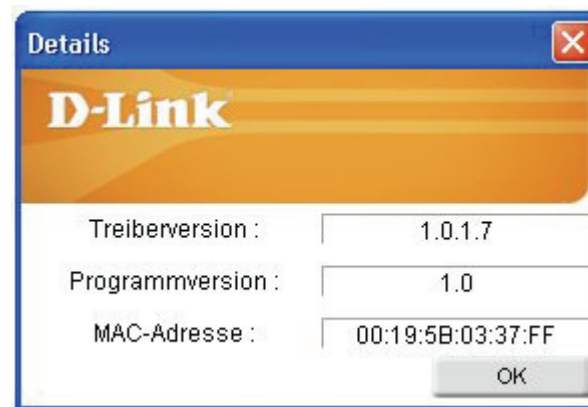 Details
D-Link
Treiberversion : 1.0.1.7
Programmversion : 1.0
MAC-Adresse : 00:19:5B:03:37:FF
OK